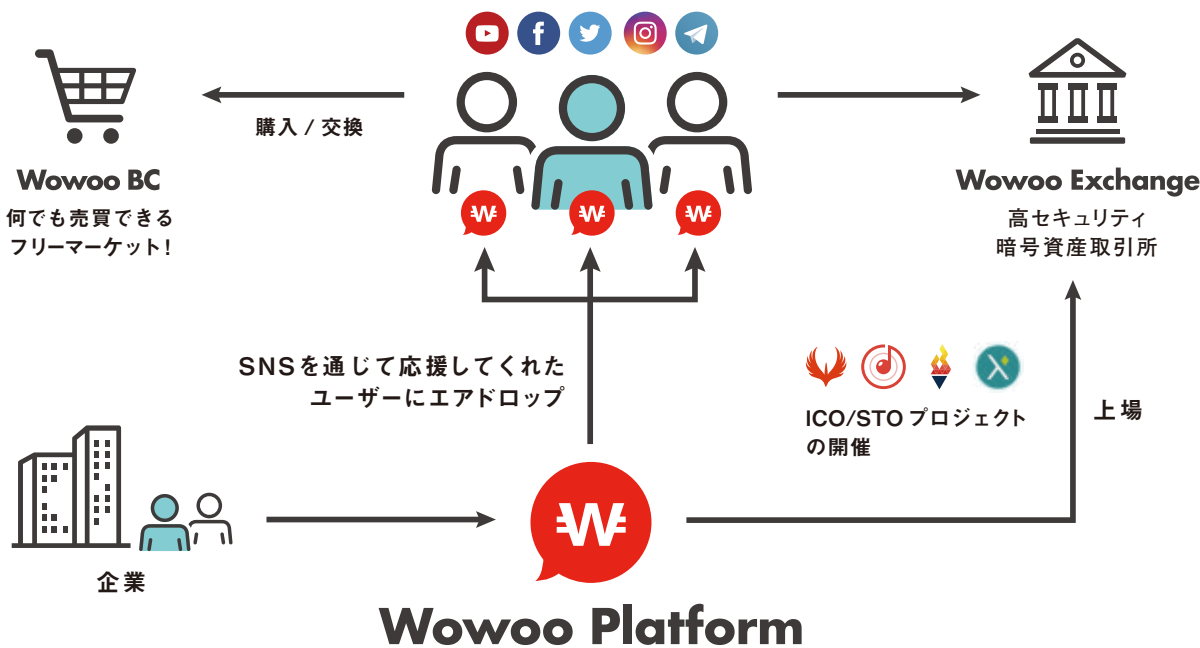 購入 / 交換
Wowoo BC
何でも売買できる
フリーマーケット!
Wowoo Exchange
高セキュリティ
暗号資産取引所
SNSを通じて応援してくれた
ユーザーにエアドロップ
ICO/STO プロジェクト
の開催
上場
企業
Wowoo Platform